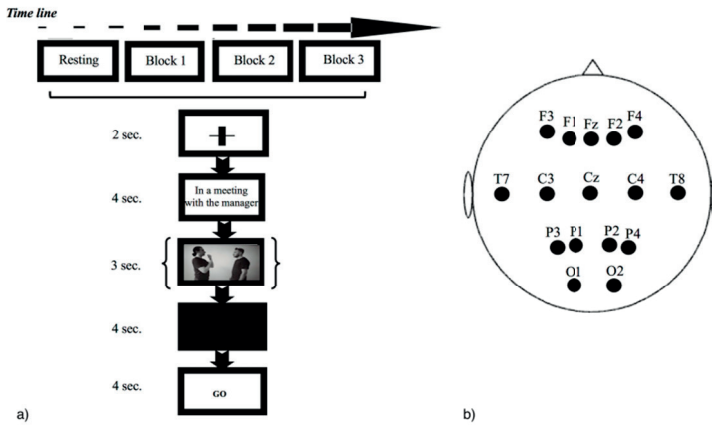 Time line
Resting
Block 1
Block 2
Block 3
2 sec.
4 sec.
In a meeting
with the manager
3 sec.
4 sec.
4 sec.
GO
a)
F3
F1
Fz
F2
F4
T7
C3
Cz
C4
T8
P3
P1
P2
P4
O1
O2
b)